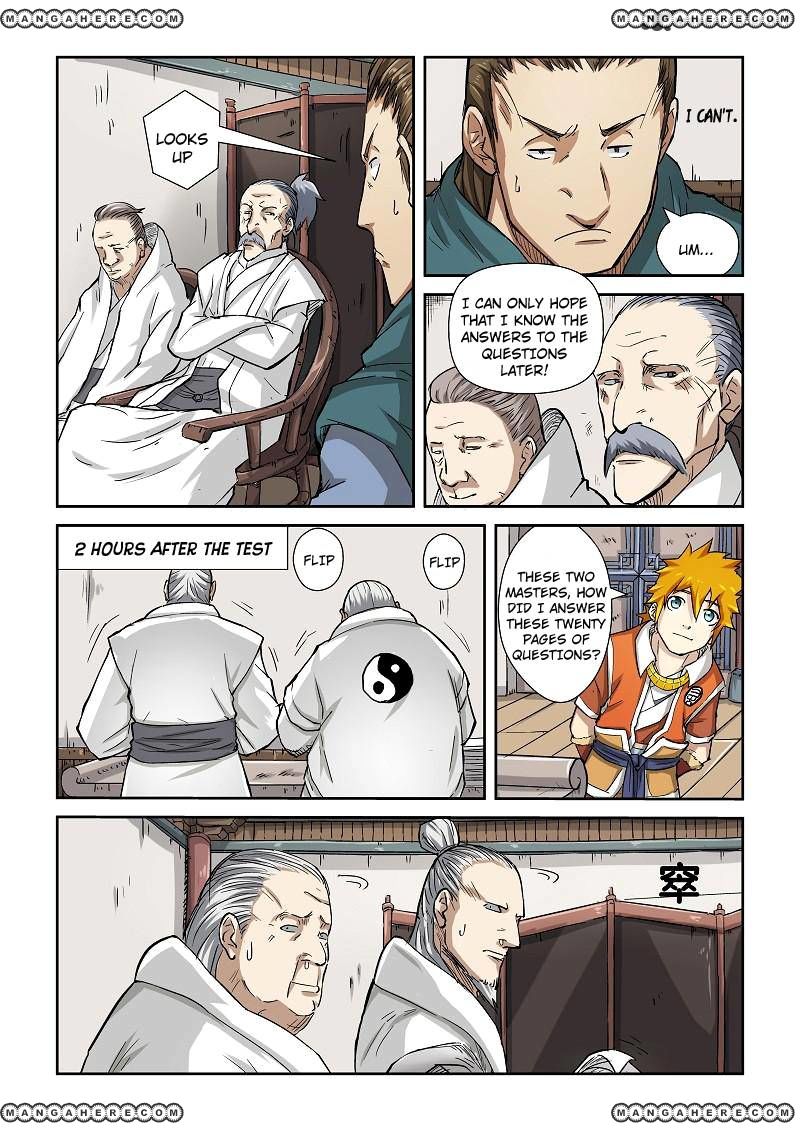 MANGAHERE.COM
MANGAHERE.COM
LOOKS
UP
I CAN'T.
UM...
I CAN ONLY HOPE
THAT I KNOW THE
ANSWERS TO THE
QUESTIONS
LATER!
2 HOURS AFTER THE TEST
FLIP
FLIP
THESE TWO
MASTERS, HOW
DID I ANSWER
THESE TWENTY
PAGES OF
QUESTIONS?
MANGAHERE.COM
MANGAHERE.COM